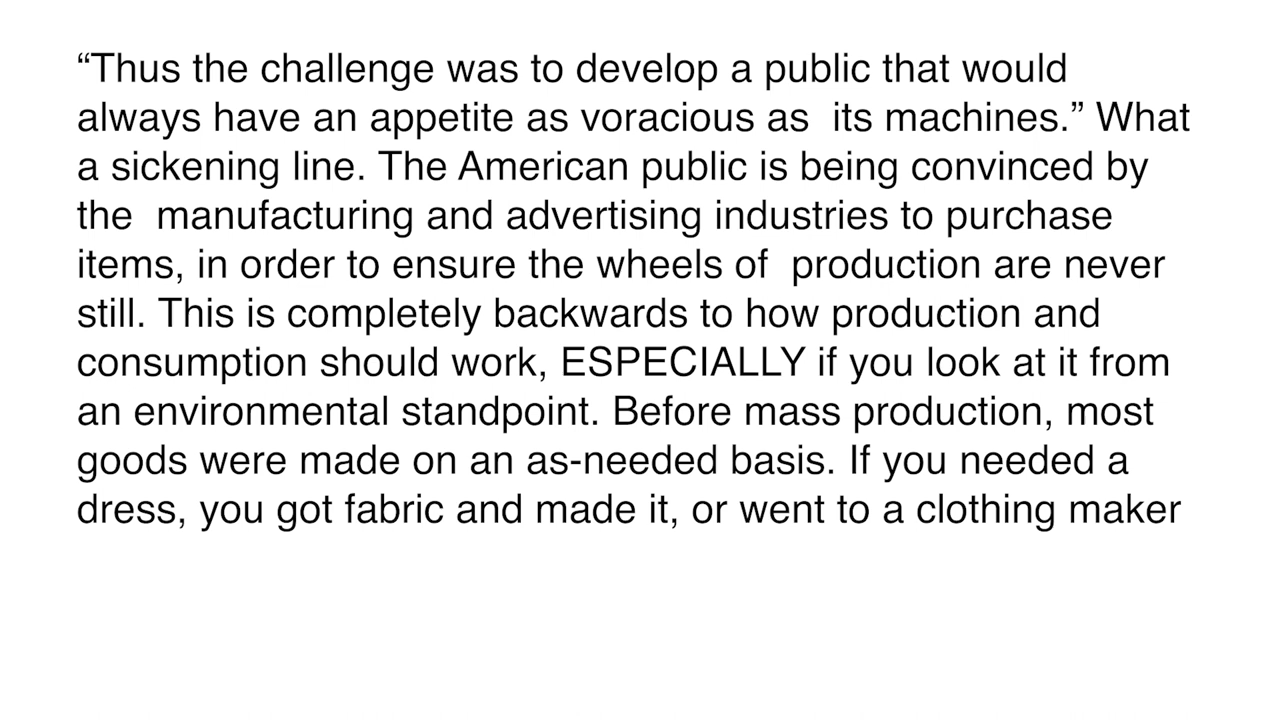 “Thus the challenge was to develop a public that would
always have an appetite as voracious as  its machines.” What
a sickening line. The American public is being convinced by
the  manufacturing and advertising industries to purchase
items, in order to ensure the wheels of  production are never
still. This is completely backwards to how production and
consumption should work, ESPECIALLY if you look at it from
an environmental standpoint. Before mass production, most
goods were made on an as-needed basis. If you needed a
dress, you got fabric and made it, or went to a clothing maker